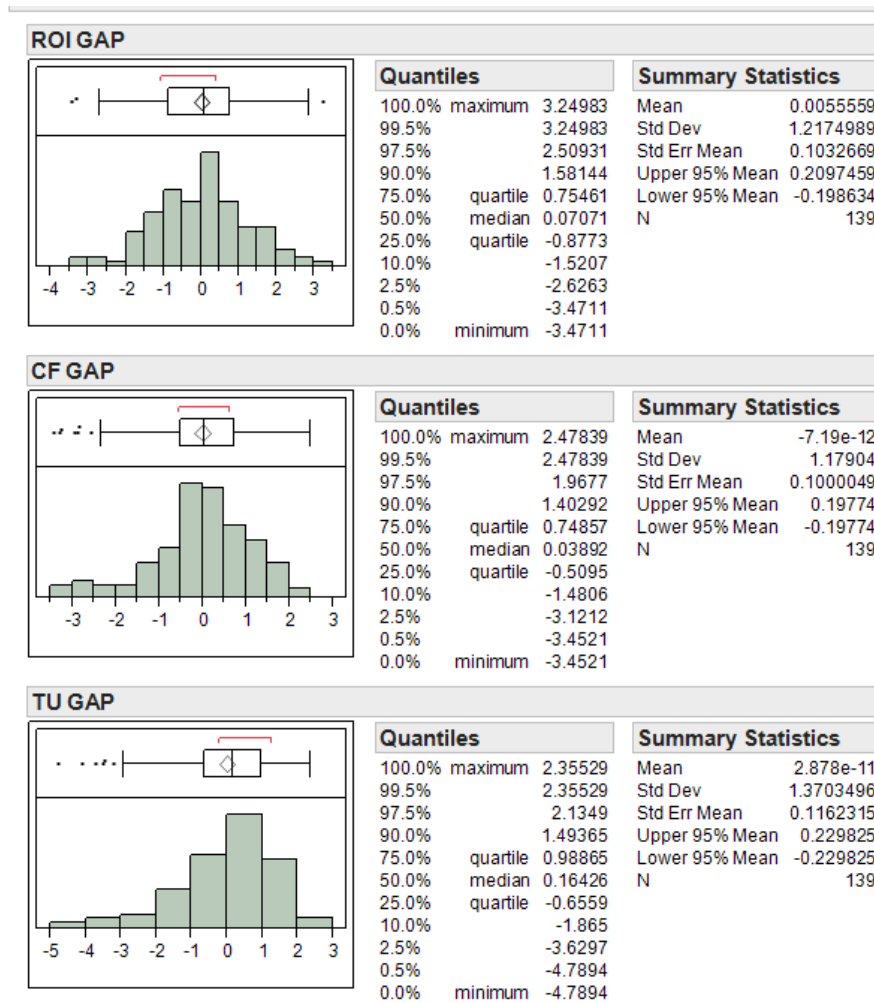 ROI GAP
-4 -3 -2 -1 0 1 2 3
Quantiles
100.0% maximum 3.24983
99.5% 3.24983
97.5% 2.50931
90.0% 1.58144
75.0% quartile 0.75461
50.0% median 0.07071
25.0% quartile -0.8773
10.0% -1.5207
2.5% -2.6263
0.5% -3.4711
0.0% minimum -3.4711
Summary Statistics
Mean 0.0055559
Std Dev 1.2174989
Std Err Mean 0.1032669
Upper 95% Mean 0.2097459
Lower 95% Mean -0.198634
N 139
CF GAP
-3 -2 -1 0 1 2 3
Quantiles
100.0% maximum 2.47839
99.5% 2.47839
97.5% 1.9677
90.0% 1.40292
75.0% quartile 0.74857
50.0% median 0.03892
25.0% quartile -0.5095
10.0% -1.4806
2.5% -3.1212
0.5% -3.4521
0.0% minimum -3.4521
Summary Statistics
Mean -7.19e-12
Std Dev 1.17904
Std Err Mean 0.1000049
Upper 95% Mean 0.19774
Lower 95% Mean -0.19774
N 139
TU GAP
-5 -4 -3 -2 -1 0 1 2 3
Quantiles
100.0% maximum 2.35529
99.5% 2.35529
97.5% 2.1349
90.0% 1.49365
75.0% quartile 0.98865
50.0% median 0.16426
25.0% quartile -0.6559
10.0% -1.865
2.5% -3.6297
0.5% -4.7894
0.0% minimum -4.7894
Summary Statistics
Mean 2.878e-11
Std Dev 1.3703496
Std Err Mean 0.1162315
Upper 95% Mean 0.229825
Lower 95% Mean -0.229825
N 139